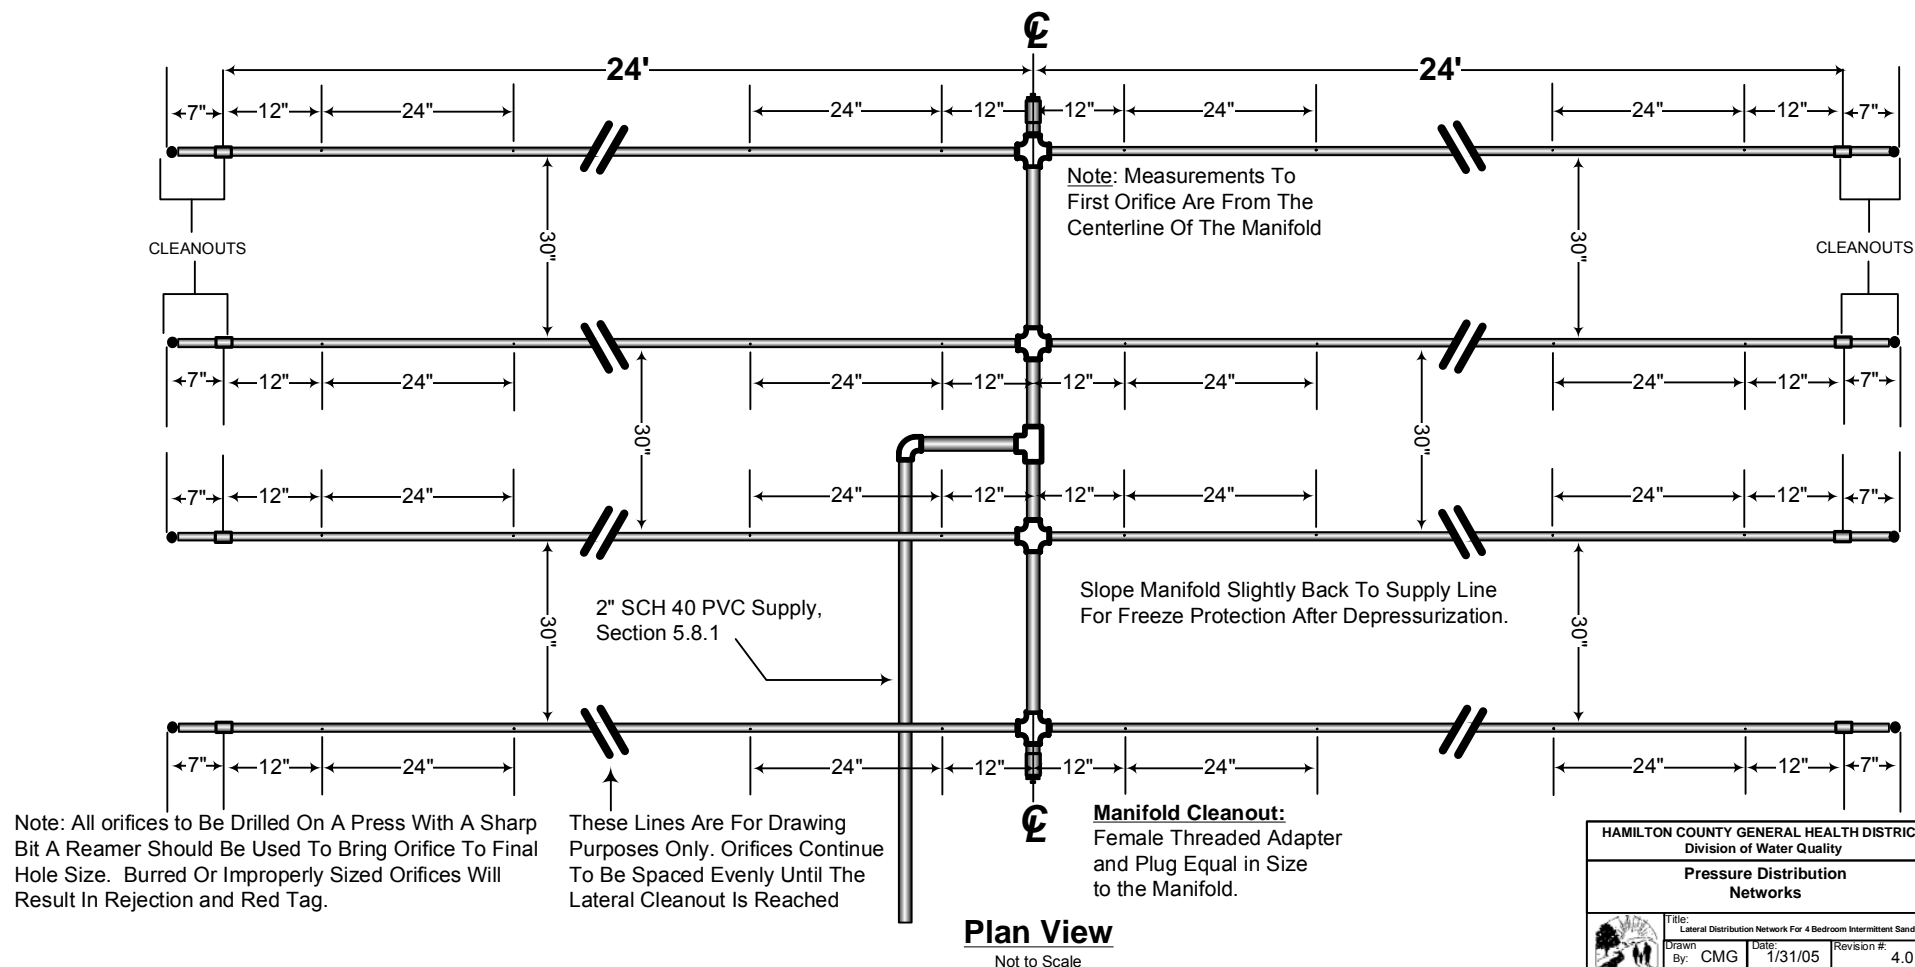 CL
24' 24'
7" 12" 24" 24" 12" 12" 24" 24" 12" 7"
Note: Measurements To
First Orifice Are From The
Centerline Of The Manifold
CLEANOUTS
30"
30"
CLEANOUTS
7" 12" 24" 24" 12" 12" 24" 24" 12" 7"
30"
30"
7" 12" 24" 24" 12" 12" 24" 24" 12" 7"
2" SCH 40 PVC Supply,
Section 5.8.1
Slope Manifold Slightly Back To Supply Line
For Freeze Protection After Depressurization.
30"
30"
7" 12" 24" 24" 12" 12" 24" 24" 12" 7"
Note: All orifices to Be Drilled On A Press With A Sharp
Bit A Reamer Should Be Used To Bring Orifice To Final
Hole Size. Burred Or Improperly Sized Orifices Will
Result In Rejection and Red Tag.
These Lines Are For Drawing
Purposes Only. Orifices Continue
To Be Spaced Evenly Until The
Lateral Cleanout Is Reached
CL
Manifold Cleanout:
Female Threaded Adapter
and Plug Equal in Size
to the Manifold.
Plan View
Not to Scale
HAMILTON COUNTY GENERAL HEALTH DISTRIC
Division of Water Quality
Pressure Distribution
Networks
Title:
Lateral Distribution Network For 4 Bedroom Intermittent Sand
Drawn
By: CMG
Date:
1/31/05
Revision #:
4.0